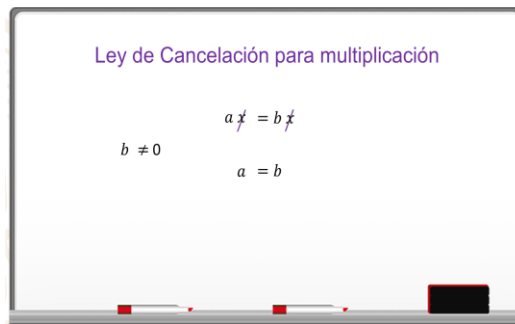 Ley de Cancelación para multiplicación
a x = b x
b ≠ 0
a = b